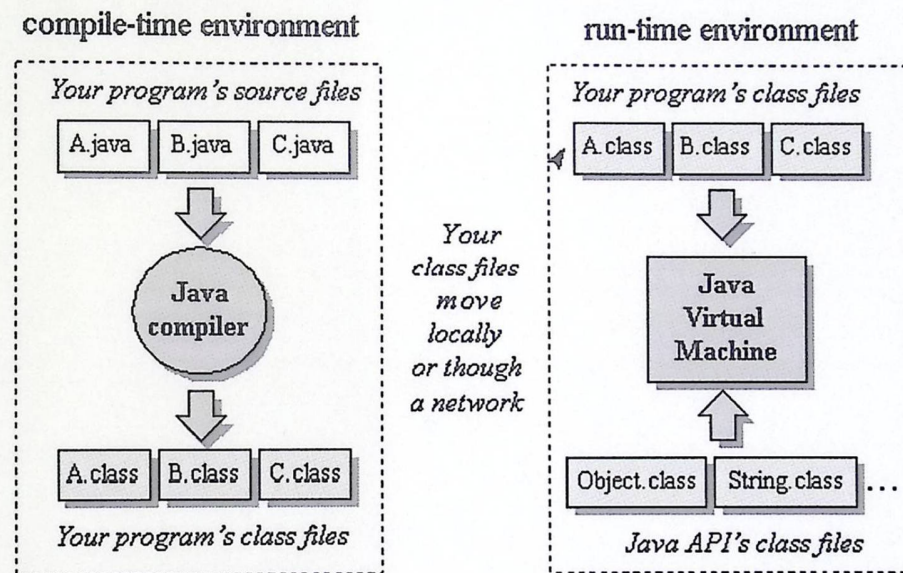 compile-time environment
Your program's source files
A.java
B.java
C.java
Java
compiler
A.class
B.class
C.class
Your program's class files
Your
class files
move
locally
or though
a network
run-time environment
Your program's class files
A.class
B.class
C.class
Java
Virtual
Machine
Object.class
String.class
...
Java API's class files